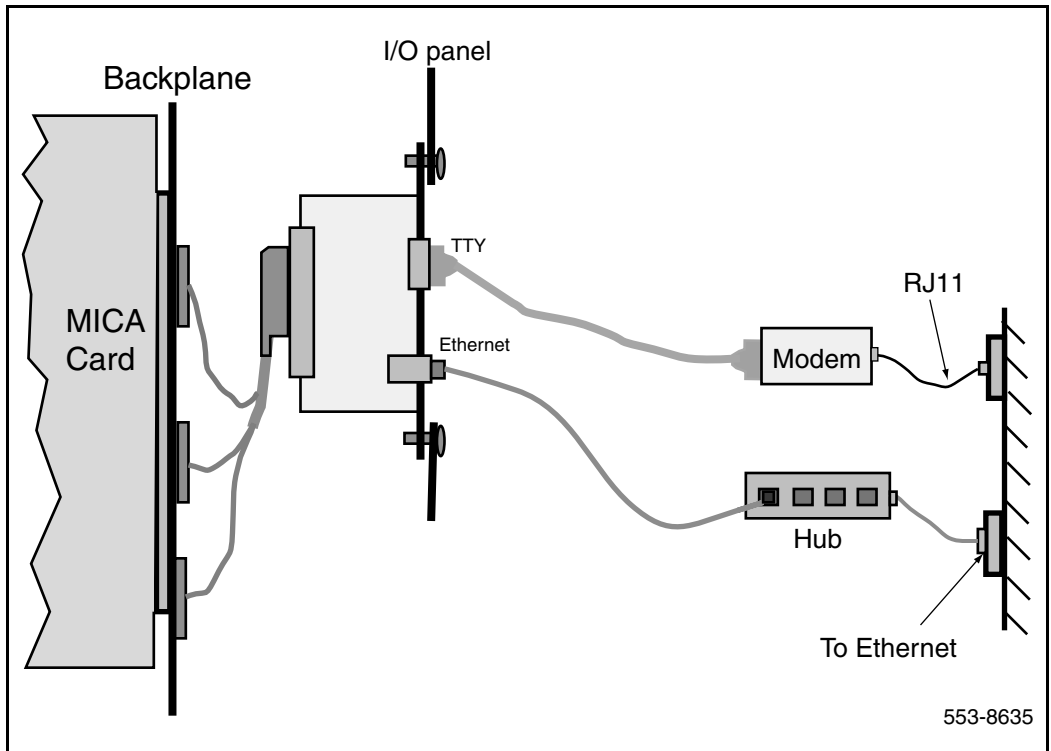 I/O panel
Backplane
TTY
RJ11
MICA
Card
Ethernet
Modem
Hub
To Ethernet
553-8635